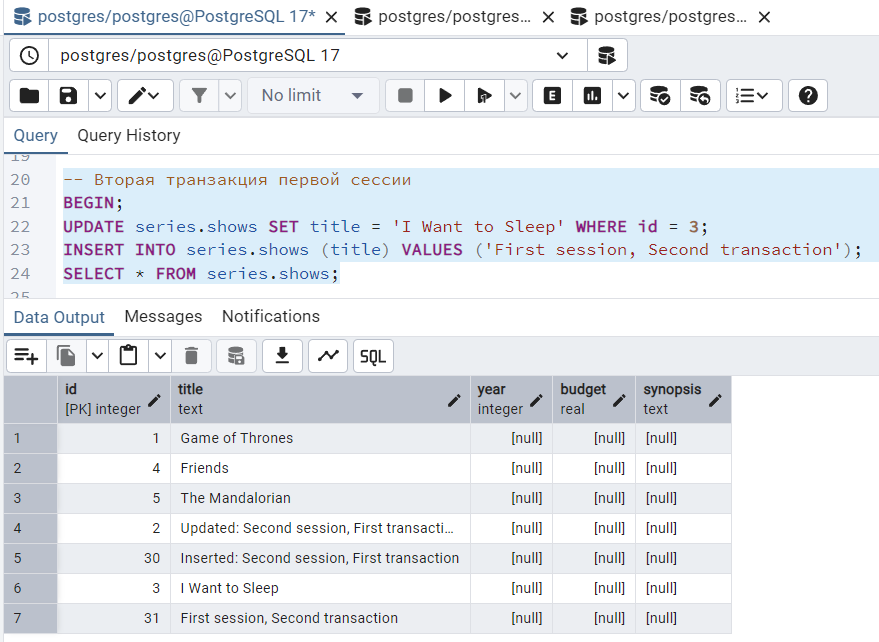 postgres/postgres@PostgreSQL 17*
postgres/postgres...
postgres/postgres...
postgres/postgres@PostgreSQL 17
No limit
E
SQL
Query
Query History
19
20 -- Вторая транзакция первой сессии
21 BEGIN;
22 UPDATE series.shows SET title = 'I Want to Sleep' WHERE id = 3;
23 INSERT INTO series.shows (title) VALUES ('First session, Second transaction');
24 SELECT * FROM series.shows;
25
Data Output
Messages
Notifications
id title year budget synopsis
[PK] integer text integer real text
1 1 Game of Thrones [null] [null] [null]
2 4 Friends [null] [null] [null]
3 5 The Mandalorian [null] [null] [null]
4 2 Updated: Second session, First transacti... [null] [null] [null]
5 30 Inserted: Second session, First transaction [null] [null] [null]
6 3 I Want to Sleep [null] [null] [null]
7 31 First session, Second transaction [null] [null] [null]